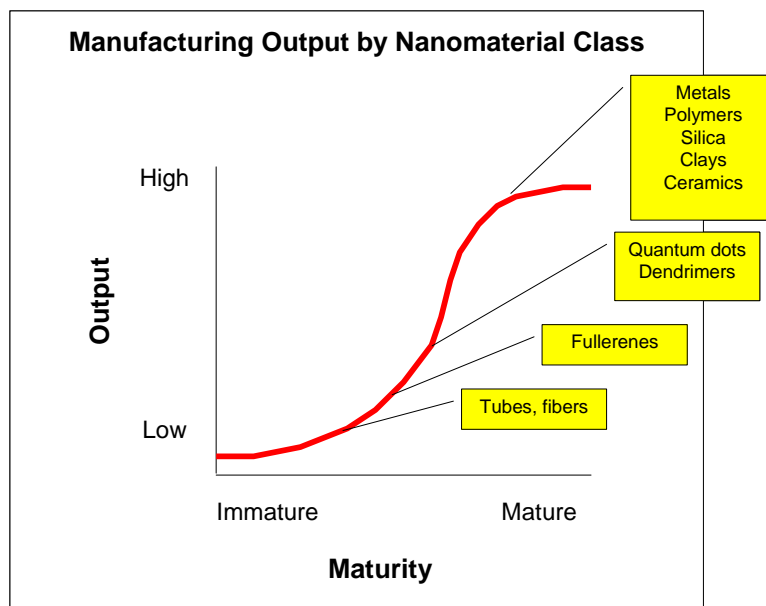 Manufacturing Output by Nanomaterial Class
Metals
Polymers
Silica
Clays
Ceramics
High
Quantum dots
Dendrimers
Output
Fullerenes
Tubes, fibers
Low
Immature
Mature
Maturity